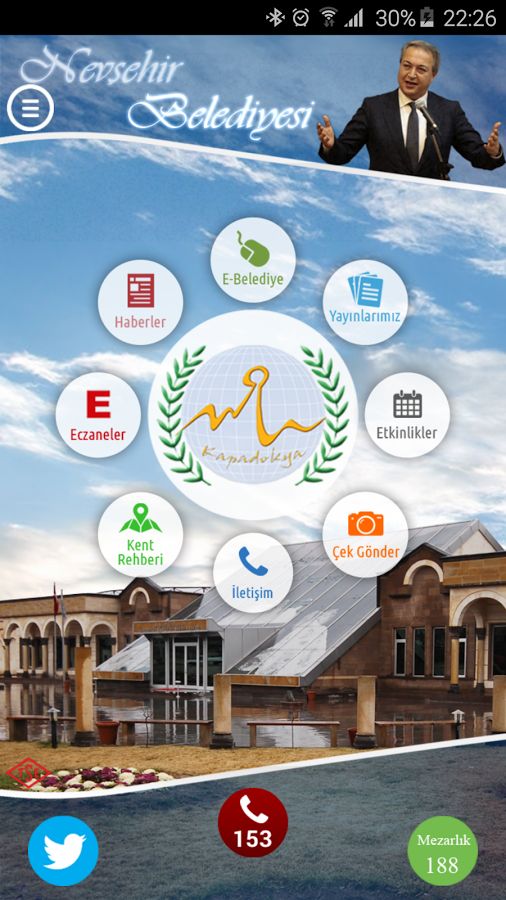 30% 22:26
Nevşehir
Belediyesi
E-Belediye
Haberler
Yayınlarımız
E
Eczaneler
Etkinlikler
Kapadokya
Kent
Rehberi
Çek Gönder
İletişim
153
Mezarlık
188